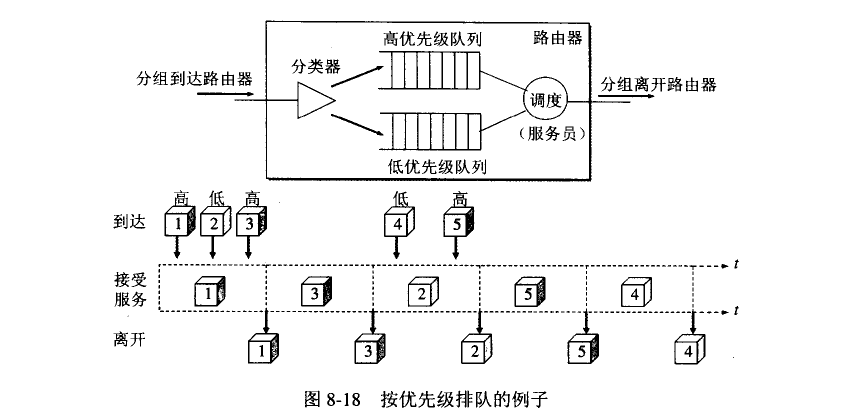 高优先级队列
路由器
分类器
分组到达路由器
调度
分组离开路由器
(服务员)
低优先级队列
高 低 高 低 高
到达 1 2 3 4 5
t
接受
服务 1 3 2 5 4
t
离开 1 3 2 5 4
图 8-18 按优先级排队的例子